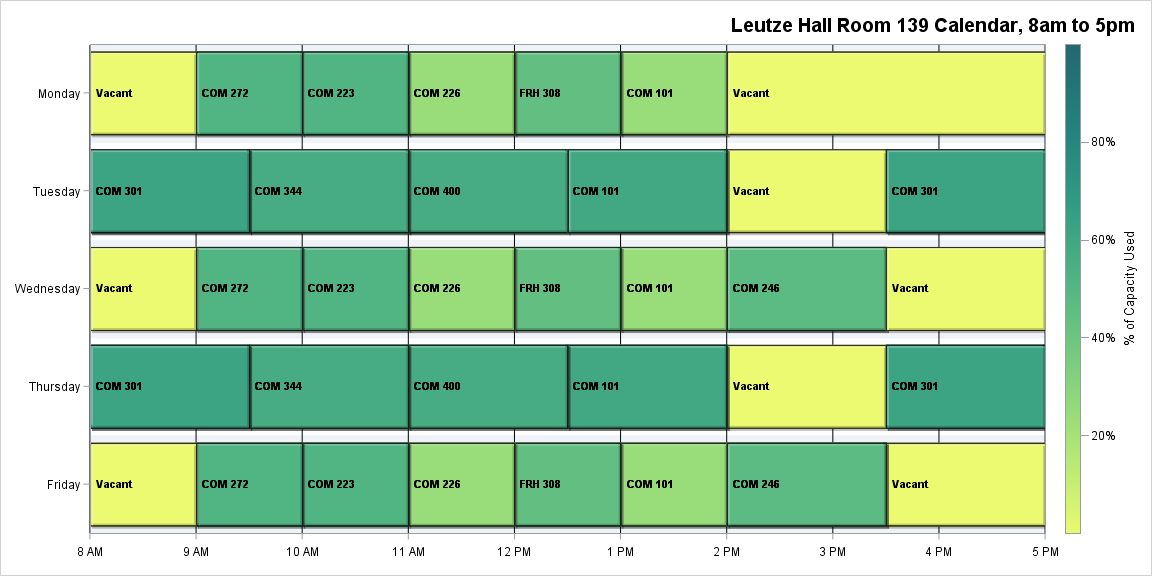 Leutze Hall Room 139 Calendar, 8am to 5pm
Monday Vacant COM 272 COM 223 COM 226 FRH 308 COM 101 Vacant
80%
Tuesday COM 301 COM 344 COM 400 COM 101 Vacant COM 301
60%
% of Capacity Used
Wednesday Vacant COM 272 COM 223 COM 226 FRH 308 COM 101 COM 246 Vacant
40%
Thursday COM 301 COM 344 COM 400 COM 101 Vacant COM 301
20%
Friday Vacant COM 272 COM 223 COM 226 FRH 308 COM 101 COM 246 Vacant
8 AM 9 AM 10 AM 11 AM 12 PM 1 PM 2 PM 3 PM 4 PM 5 PM